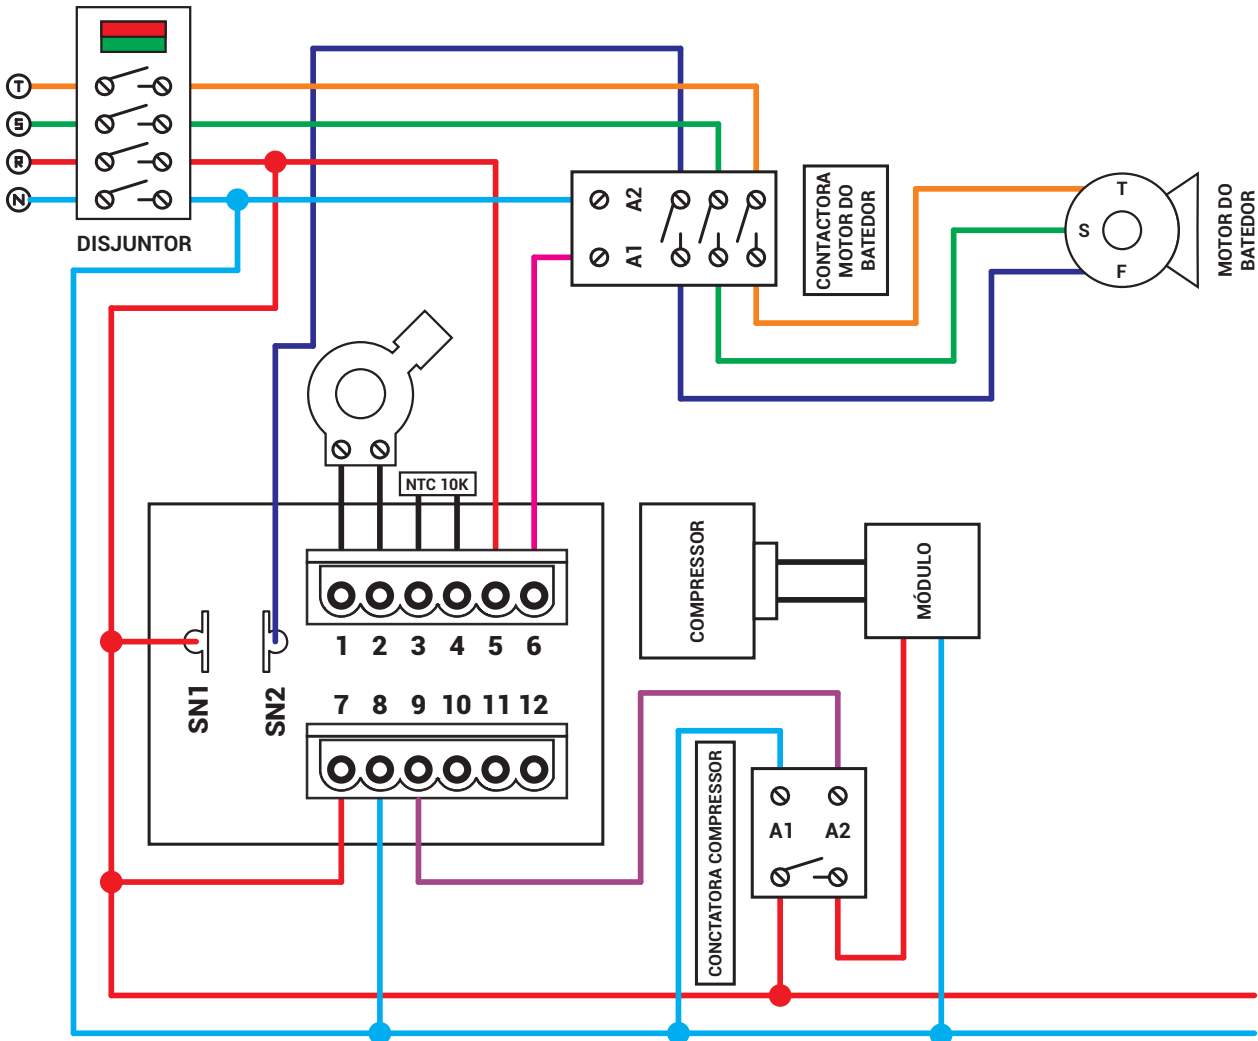 T
S
R
N
DISJUNTOR
A2
A1
CONTACTORA
MOTOR DO
BATEDOR
T
S
F
MOTOR DO
BATEDOR
NTC 10K
1 2 3 4 5 6
SN1
SN2
7 8 9 10 11 12
COMPRESSOR
MÓDULO
CONCTATORA COMPRESSOR
A1 A2